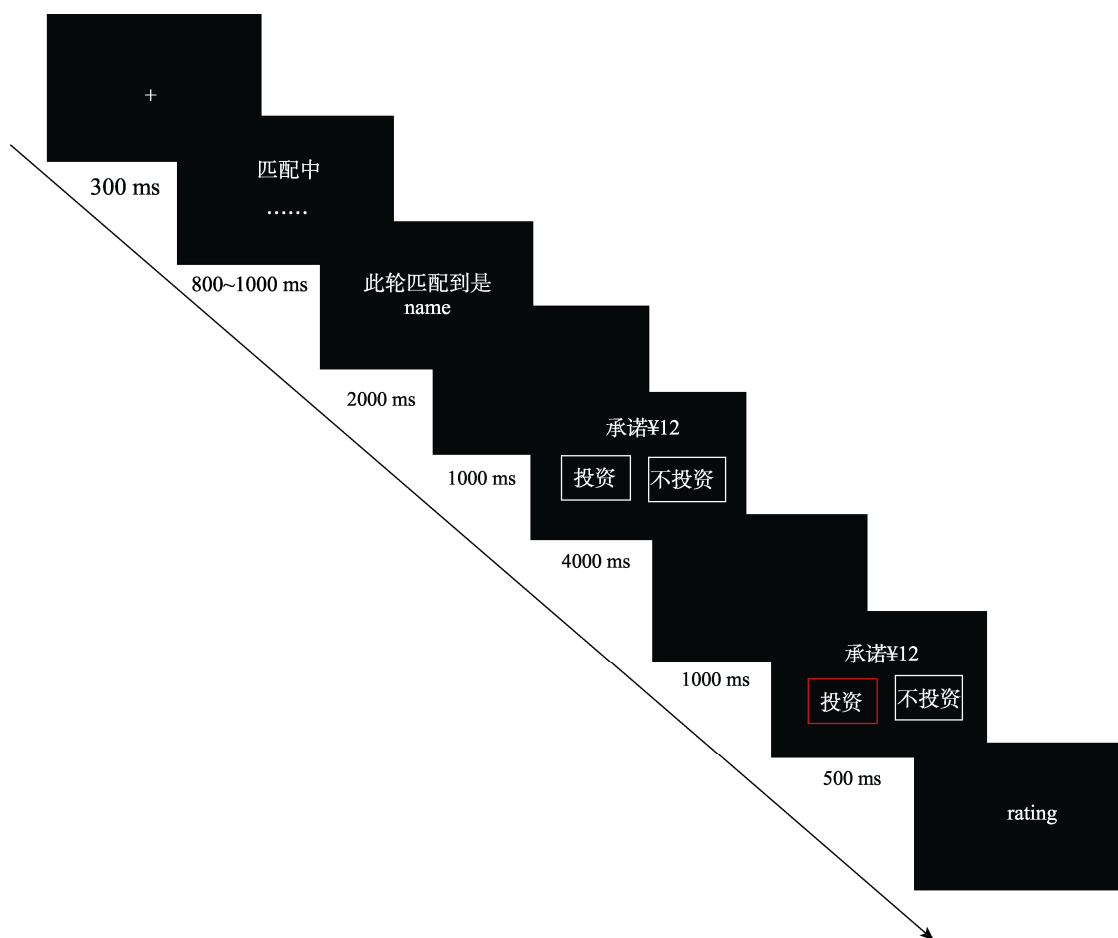 +
300 ms
匹配中
……
800~1000 ms
此轮匹配到是
name
2000 ms
1000 ms
承诺¥12
投资 不投资
4000 ms
1000 ms
承诺¥12
投资 不投资
500 ms
rating